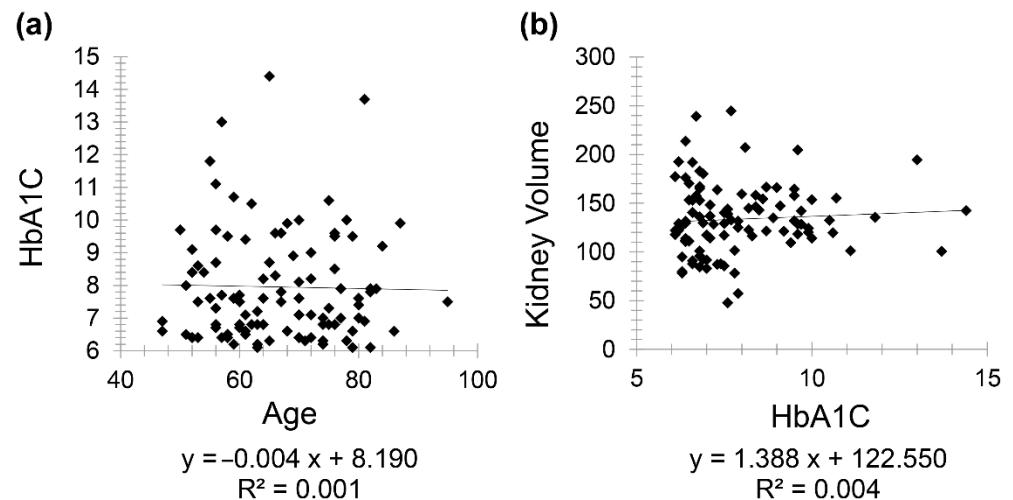 (a)
HbA1C
15
14
13
12
11
10
9
8
7
6
40 60 80 100
Age
y = –0.004 x + 8.190
R² = 0.001
(b)
Kidney Volume
300
250
200
150
100
50
0
5 10 15
HbA1C
y = 1.388 x + 122.550
R² = 0.004